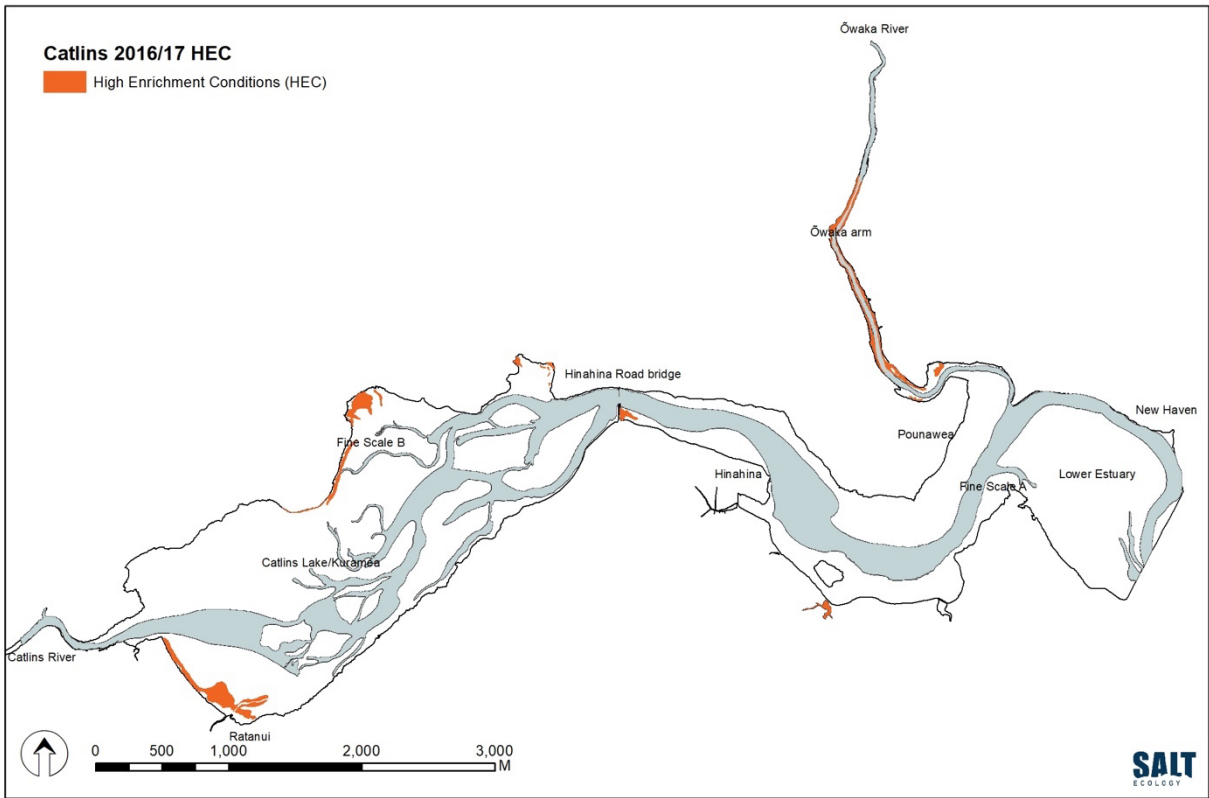 Catlins 2016/17 HEC
High Enrichment Conditions (HEC)
Õwaka River
Õwaka arm
Hinahina Road bridge
New Haven
Pounawea
Fine Scale B
Hinahina
Fine Scale A
Lower Estuary
Catlins Lake/Kuramea
Catlins River
Ratanui
0 500 1,000 2,000 3,000
M
SALT
ECOLOGY